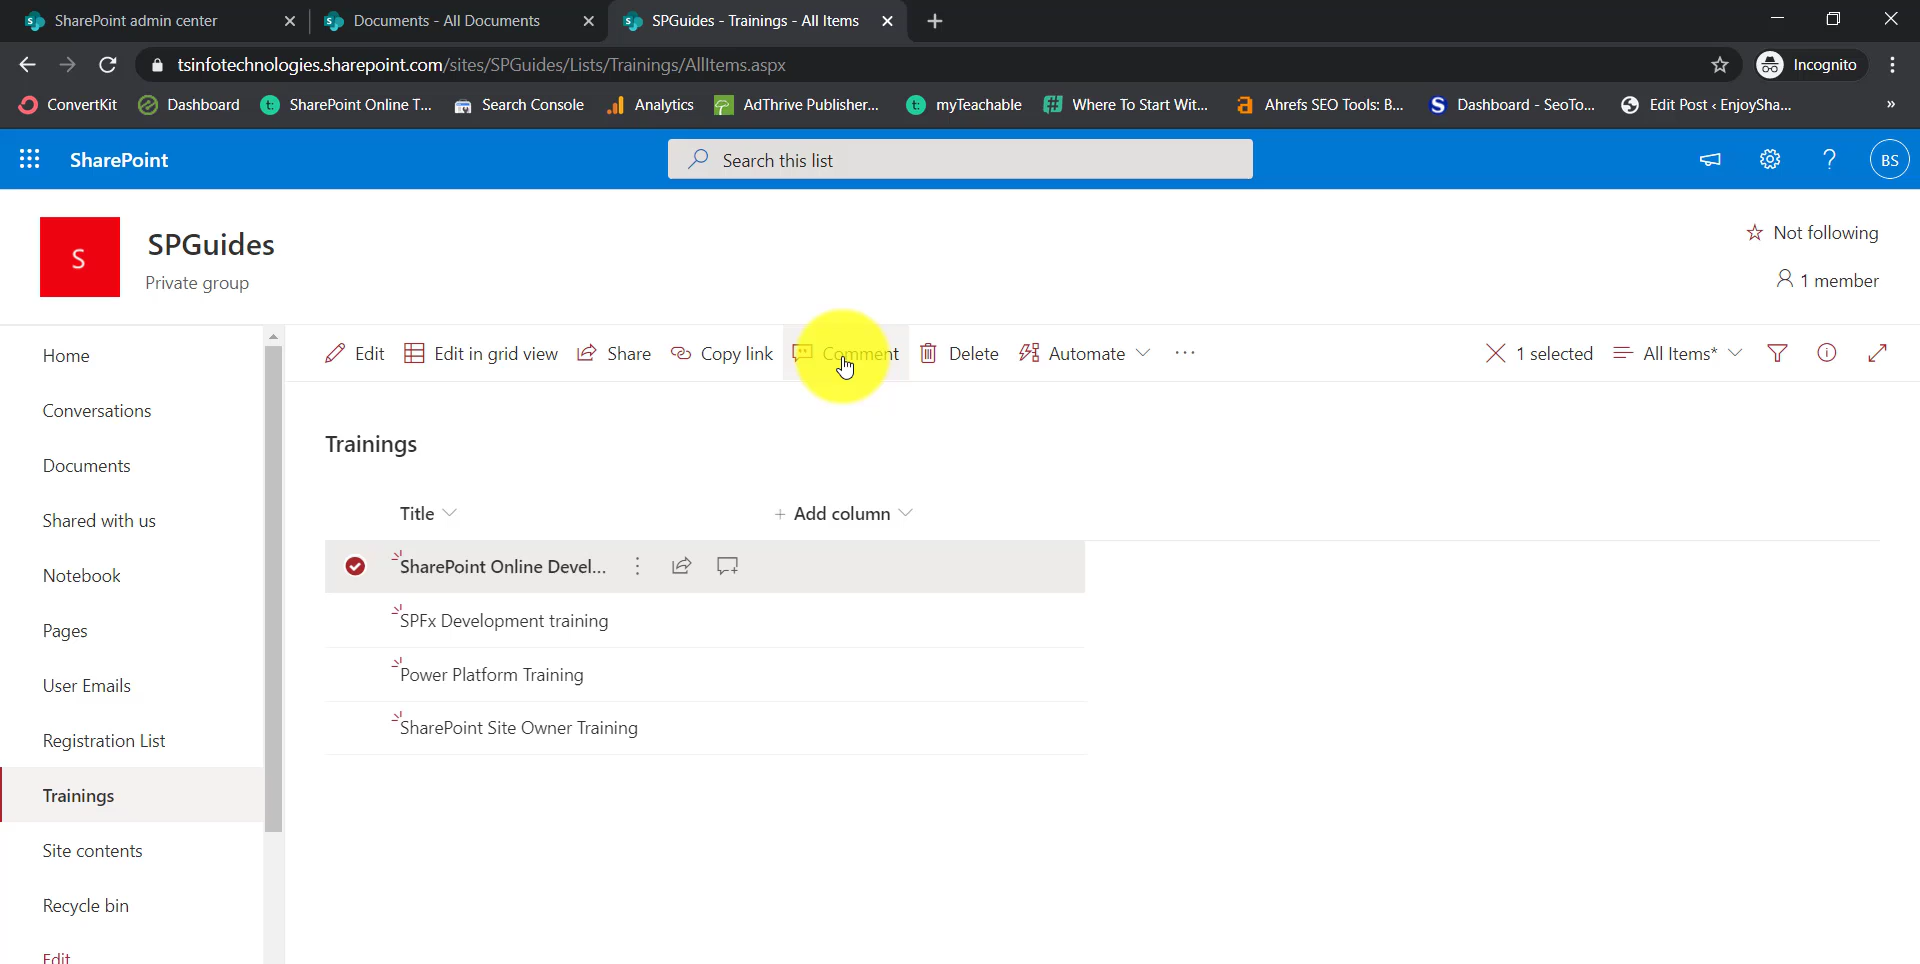 SharePoint admin center
Documents - All Documents
SPGuides - Trainings - All Items
tsinfotechnologies.sharepoint.com/sites/SPGuides/Lists/Trainings/AllItems.aspx
Incognito
ConvertKit
Dashboard
SharePoint Online T...
Search Console
Analytics
AdThrive Publisher...
myTeachable
Where To Start Wit...
Ahrefs SEO Tools: B...
Dashboard - SeoTo...
Edit Post ‹ EnjoySha...
»
SharePoint
Search this list
BS
S
SPGuides
Private group
Not following
1 member
Home
Conversations
Documents
Shared with us
Notebook
Pages
User Emails
Registration List
Trainings
Site contents
Recycle bin
Edit
Edit
Edit in grid view
Share
Copy link
Comment
Delete
Automate
1 selected
All Items*
Trainings
Title
+ Add column
SharePoint Online Devel...
SPFx Development training
Power Platform Training
SharePoint Site Owner Training